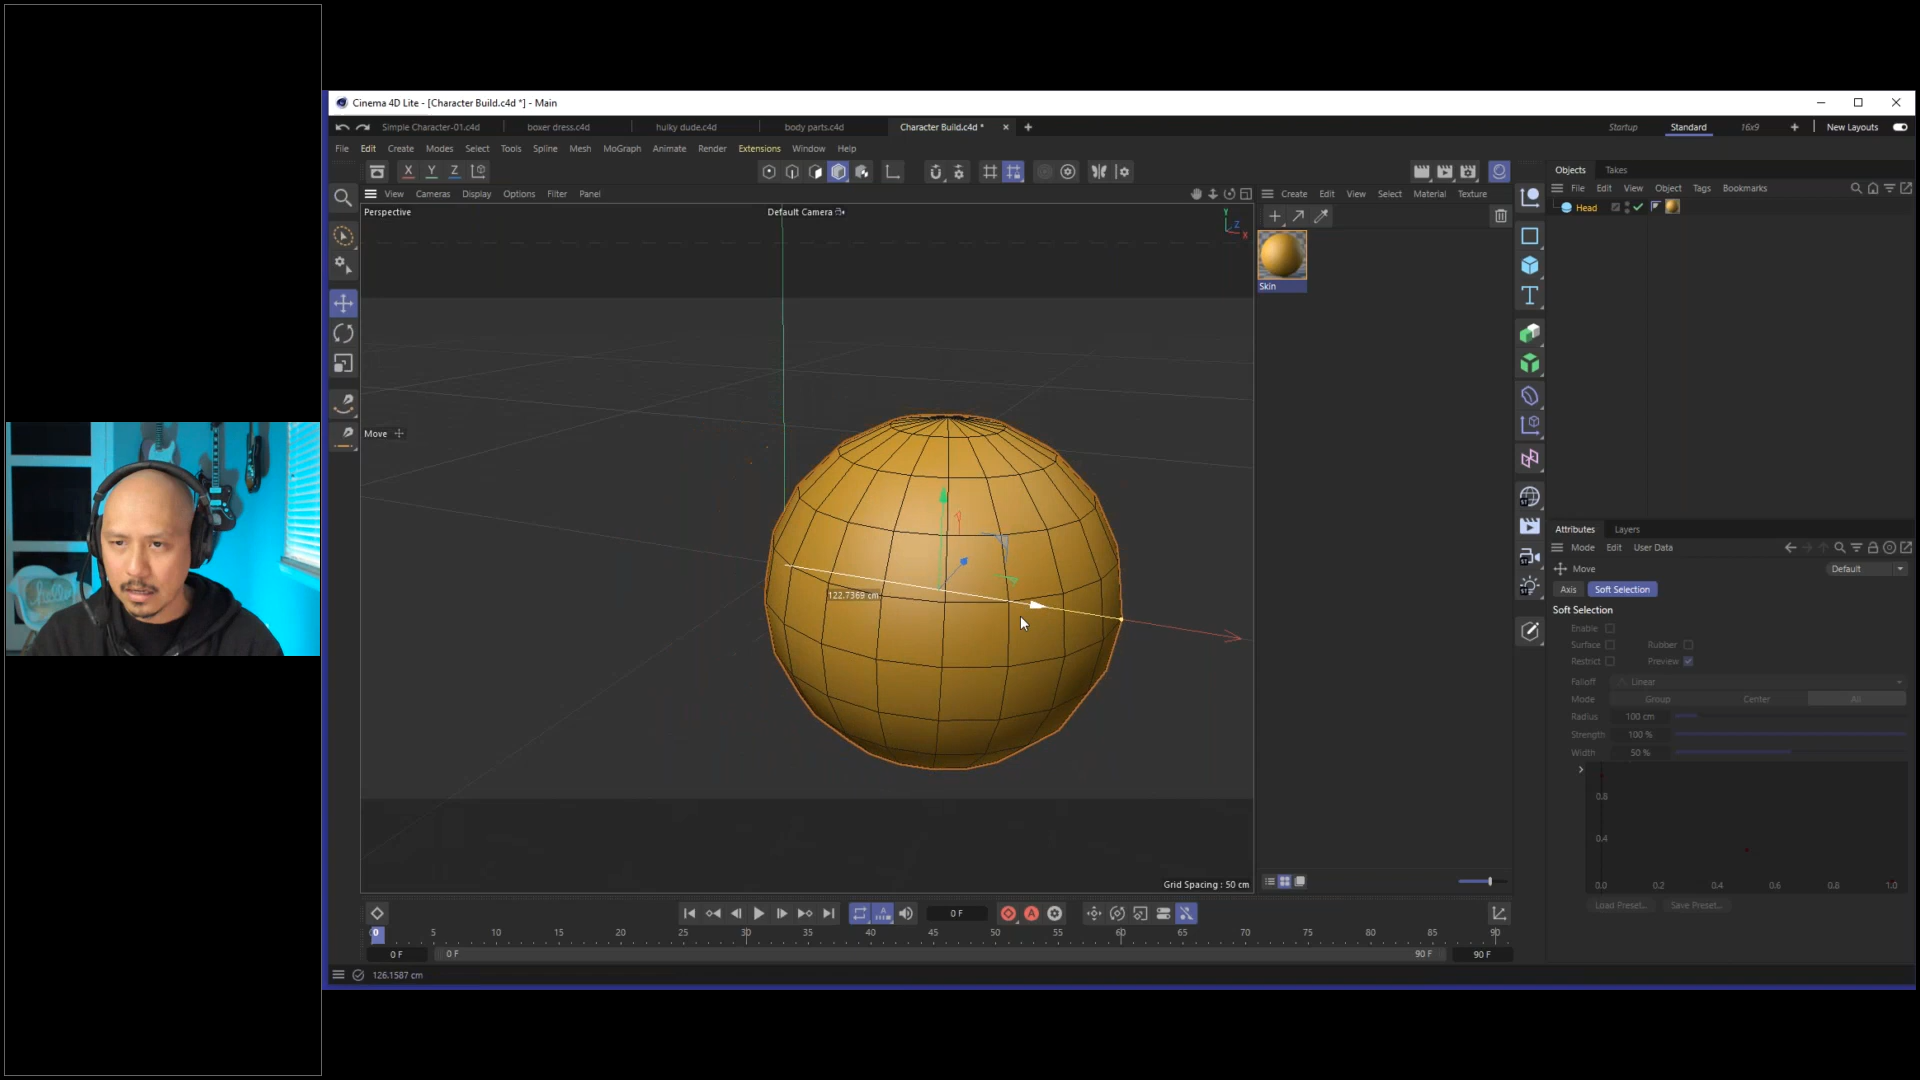 Cinema 4D Lite - [Character Build.c4d *] - Main
Simple Character-01.c4d
boxer dress.c4d
hulky dude.c4d
body parts.c4d
Character Build.c4d *
Startup
Standard
16x9
New Layouts
File Edit Create Modes Select Tools Spline Mesh MoGraph Animate Render Extensions Window Help
X Y Z
View Cameras Display Options Filter Panel
Perspective
Default Camera
Y
Z
X
Move
122.7369 cm
Grid Spacing : 50 cm
Create Edit View Select Material Texture
Skin
Objects Takes
File Edit View Object Tags Bookmarks
Head
Attributes Layers
Mode Edit User Data
Move
Default
Axis Soft Selection
Soft Selection
Enable
Surface Rubber
Restrict Preview
Falloff Linear
Mode Group Center All
Radius 100 cm
Strength 100 %
Width 50 %
0.8
0.4
0.0 0.2 0.4 0.6 0.8 1.0
Load Preset... Save Preset...
0 F
0 5 10 15 20 25 30 35 40 45 50 55 60 65 70 75 80 85 90
0 F 0 F 90 F 90 F
126.1587 cm
hello